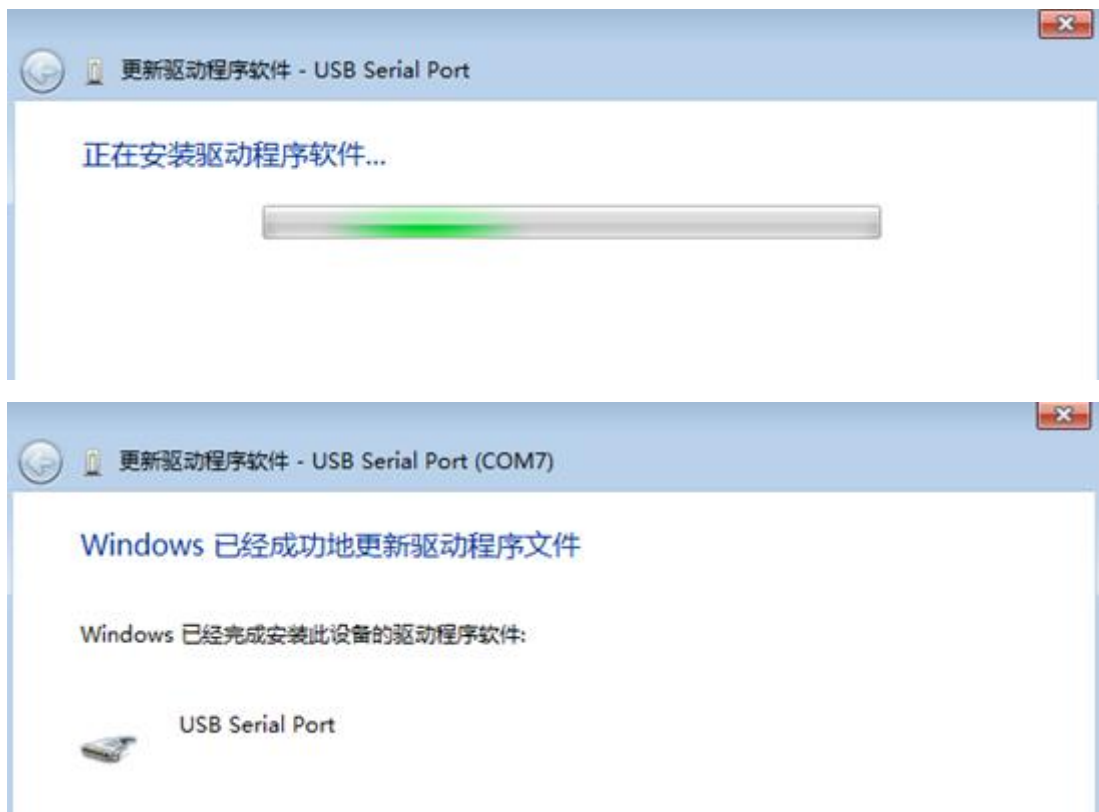 更新驱动程序软件 - USB Serial Port
正在安装驱动程序软件...
更新驱动程序软件 - USB Serial Port (COM7)
Windows 已经成功地更新驱动程序文件
Windows 已经完成安装此设备的驱动程序软件:
USB Serial Port